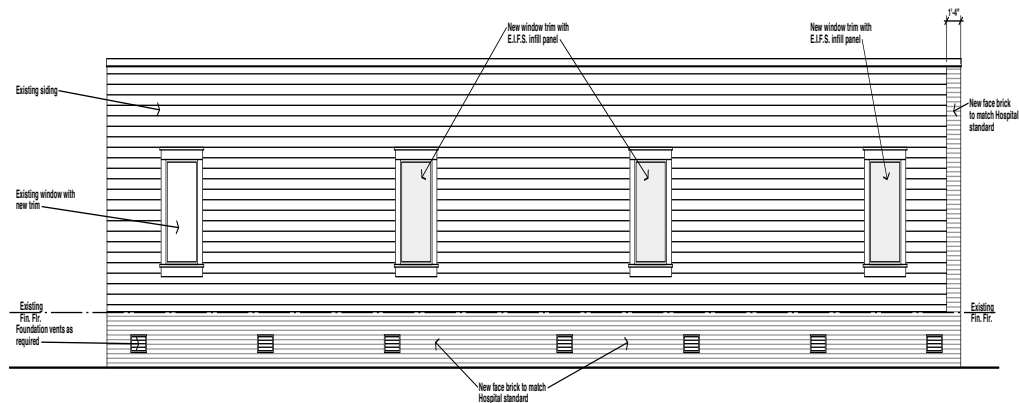 1'-4"
New window trim with
E.I.F.S. infill panel
New window trim with
E.I.F.S. infill panel
Existing siding
New face brick
to match Hospital
standard
Existing window with
new trim
Existing
Fin. Flr.
Existing
Fin. Flr.
Foundation vents as
required
New face brick to match
Hospital standard